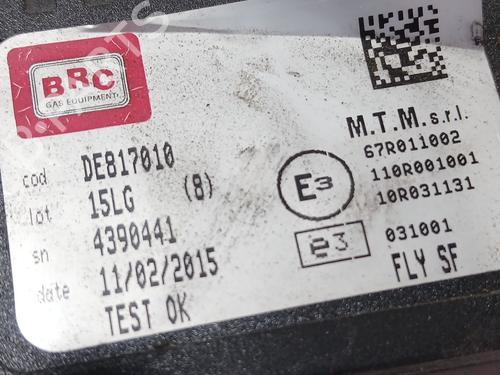 BRC
GAS EQUIPMENT
cod DE817010
lot 15LG (8)
sn 4390441
date 11/02/2015
TEST OK
M.T.M. s.r.l.
67R011002
110R001001
10R031131
E3
e3 031001
FLY SF